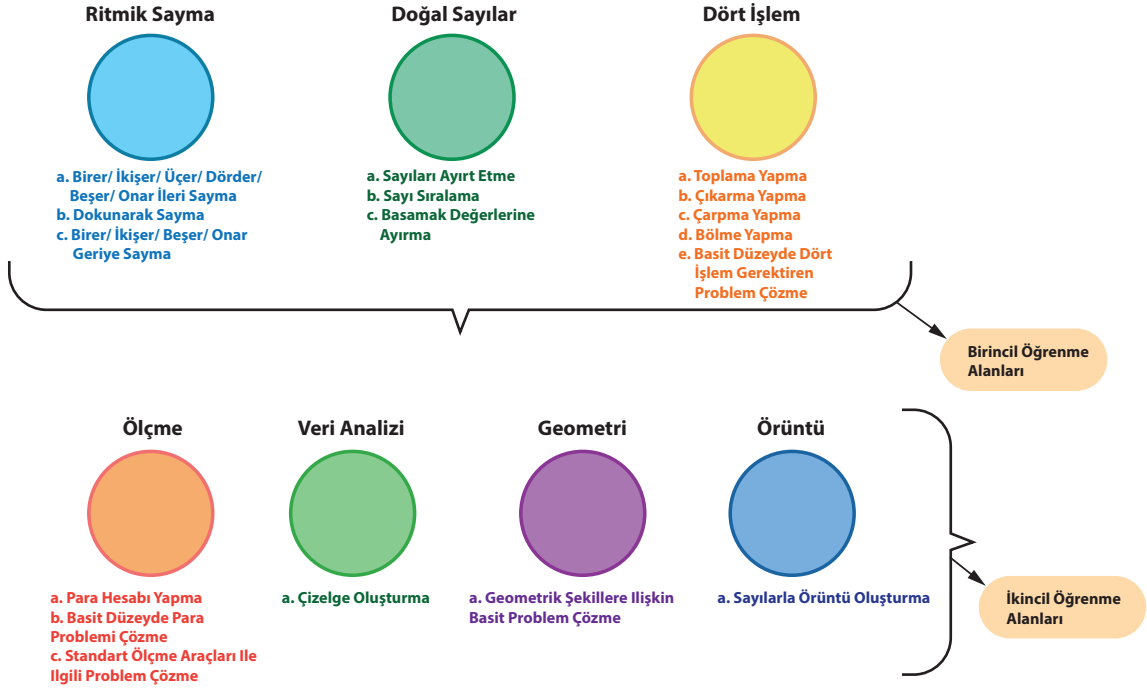 Ritmik Sayma
Doğal Sayılar
Dört İşlem
a. Birer/ İkişer/ Üçer/ Dörder/
Beşer/ Onar İleri Sayma
b. Dokunarak Sayma
c. Birer/ İkişer/ Beşer/ Onar
Geriye Sayma
a. Sayıları Ayırt Etme
b. Sayı Sıralama
c. Basamak Değerlerine
Ayırma
a. Toplama Yapma
b. Çıkarma Yapma
c. Çarpma Yapma
d. Bölme Yapma
e. Basit Düzeyde Dört
İşlem Gerektiren
Problem Çözme
Birincil Öğrenme
Alanları
Ölçme
Veri Analizi
Geometri
Örüntü
a. Para Hesabı Yapma
b. Basit Düzeyde Para
Problemi Çözme
c. Standart Ölçme Araçları Ile
Ilgili Problem Çözme
a. Çizelge Oluşturma
a. Geometrik Şekillere Ilişkin
Basit Problem Çözme
a. Sayılarla Örüntü Oluşturma
İkincil Öğrenme
Alanları